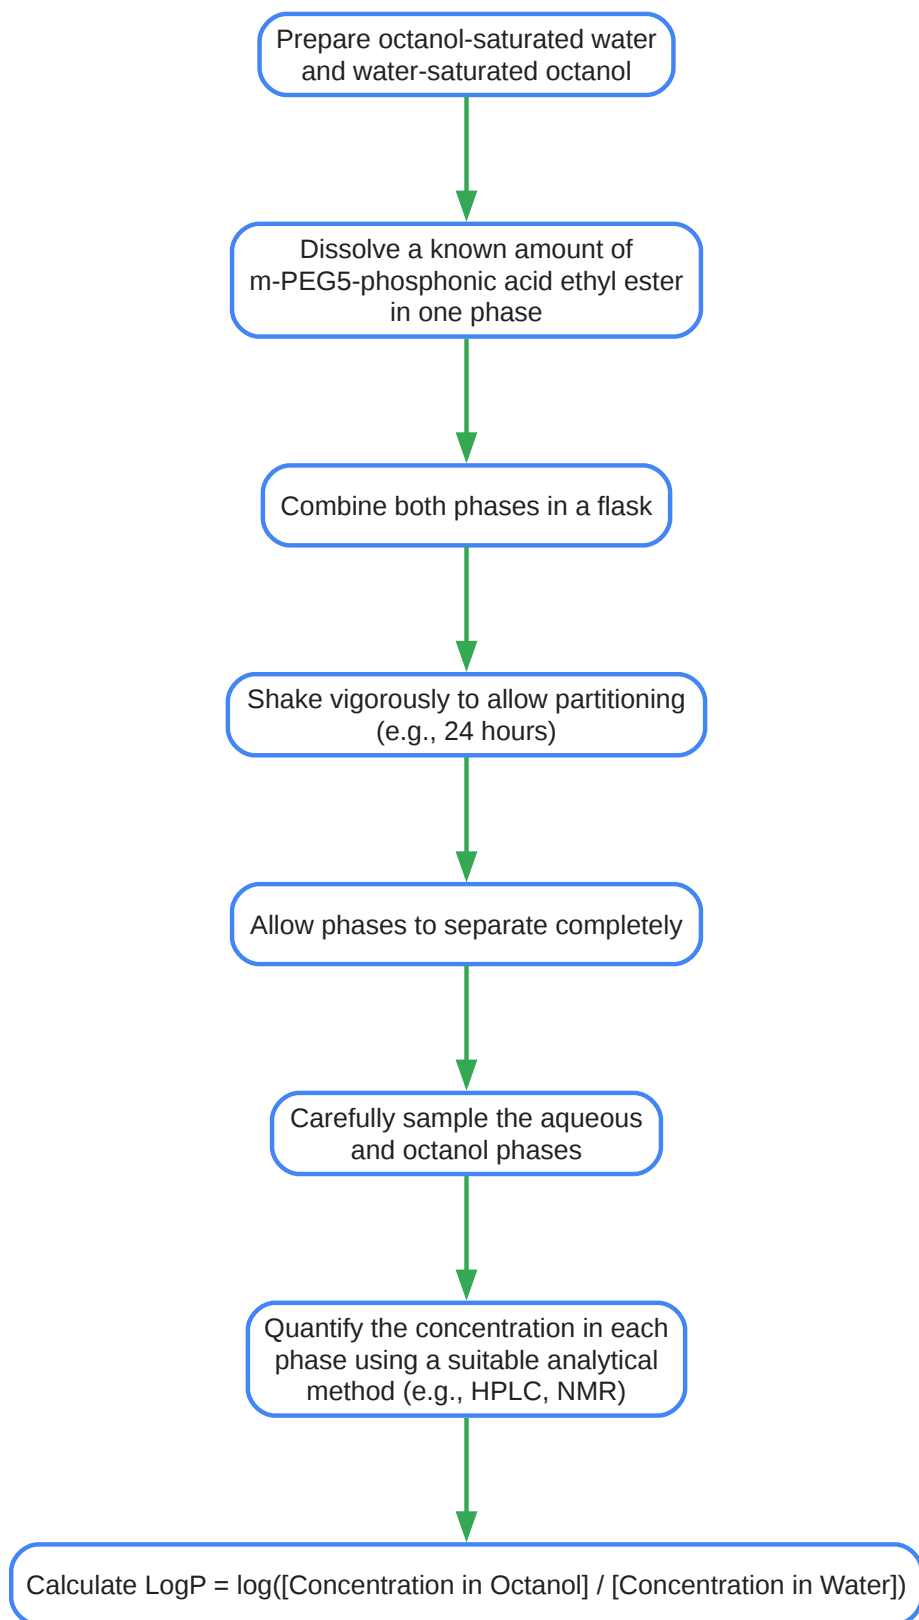 Prepare octanol-saturated water
and water-saturated octanol
Dissolve a known amount of
m-PEG5-phosphonic acid ethyl ester
in one phase
Combine both phases in a flask
Shake vigorously to allow partitioning
(e.g., 24 hours)
Allow phases to separate completely
Carefully sample the aqueous
and octanol phases
Quantify the concentration in each
phase using a suitable analytical
method (e.g., HPLC, NMR)
Calculate LogP = log([Concentration in Octanol] / [Concentration in Water])